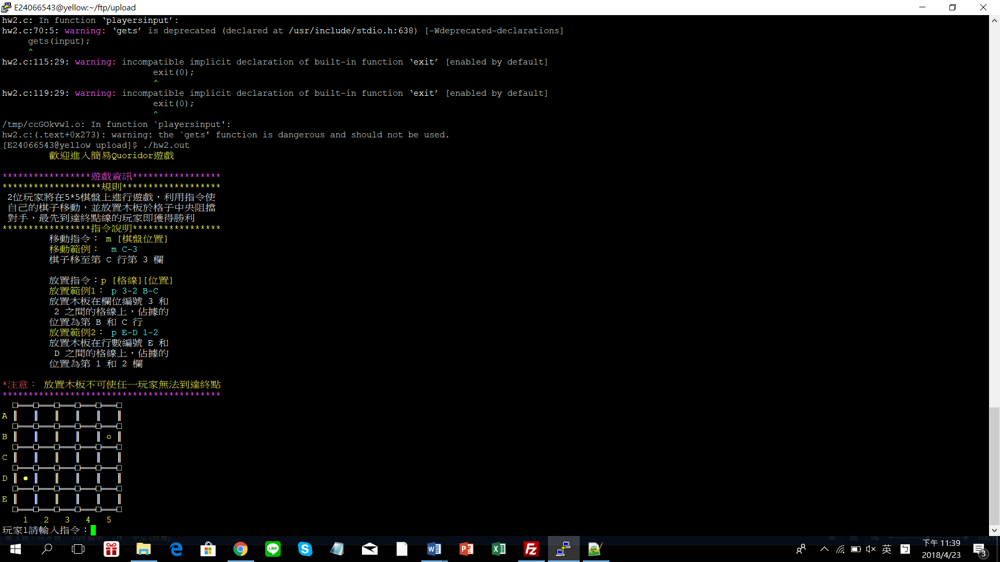 E24066543@yellow:~/ftp/upload
hw2.c: In function ‘playersinput’:
hw2.c:70:5: warning: ‘gets’ is deprecated (declared at /usr/include/stdio.h:638) [-Wdeprecated-declarations]
gets(input);
^
hw2.c:115:29: warning: incompatible implicit declaration of built-in function ‘exit’ [enabled by default]
exit(0);
^
hw2.c:119:29: warning: incompatible implicit declaration of built-in function ‘exit’ [enabled by default]
exit(0);
^
/tmp/ccGOkvwl.o: In function `playersinput':
hw2.c:(.text+0x273): warning: the `gets' function is dangerous and should not be used.
[E24066543@yellow upload]$ ./hw2.out
歡迎進入簡易Quoridor遊戲
*****************遊戲資訊*****************
*******************規則*******************
2位玩家將在5*5棋盤上進行遊戲，利用指令使
自己的棋子移動，並放置木板於格子中央阻擋
對手，最先到達終點線的玩家即獲得勝利
*****************指令說明*****************
移動指令： m [棋盤位置]
移動範例：  m C-3
棋子移至第 C 行第 3 欄
放置指令：p [格線][位置]
放置範例1： p 3-2 B-C
放置木板在欄位編號 3 和
2 之間的格線上，佔據的
位置為第 B 和 C 行
放置範例2： p E-D 1-2
放置木板在行數編號 E 和
D 之間的格線上，佔據的
位置為第 1 和 2 欄
*注意： 放置木板不可使任一玩家無法到達終點
******************************************
A
B
C
D
E
1 2 3 4 5
玩家1請輸入指令：
英
下午 11:39
2018/4/23
3